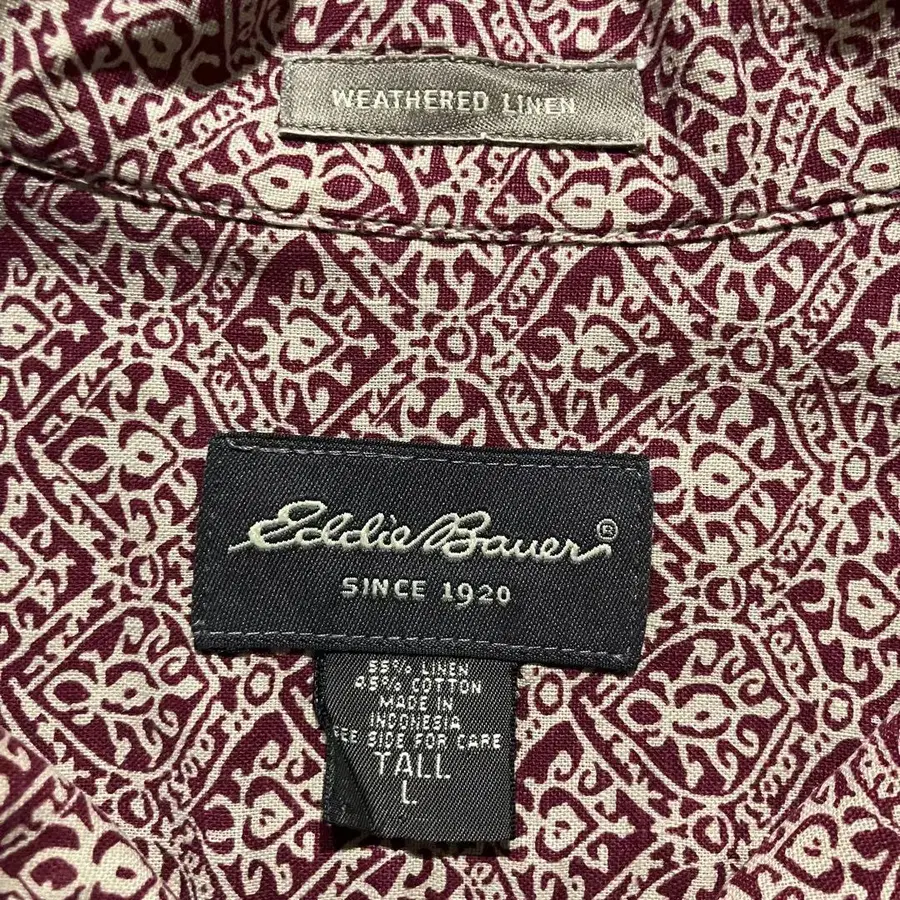 WEATHERED LINEN
Eddie Bauer®
SINCE 1920
55% LINEN
45% COTTON
MADE IN
INDONESIA
SEE SIDE FOR CARE
TALL
L